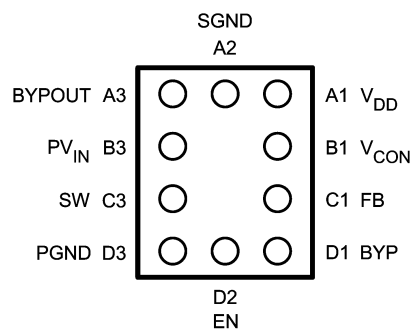 SGND
A2
BYPOUT A3
A1 VDD
PVIN B3
B1 VCON
SW C3
C1 FB
PGND D3
D1 BYP
D2
EN